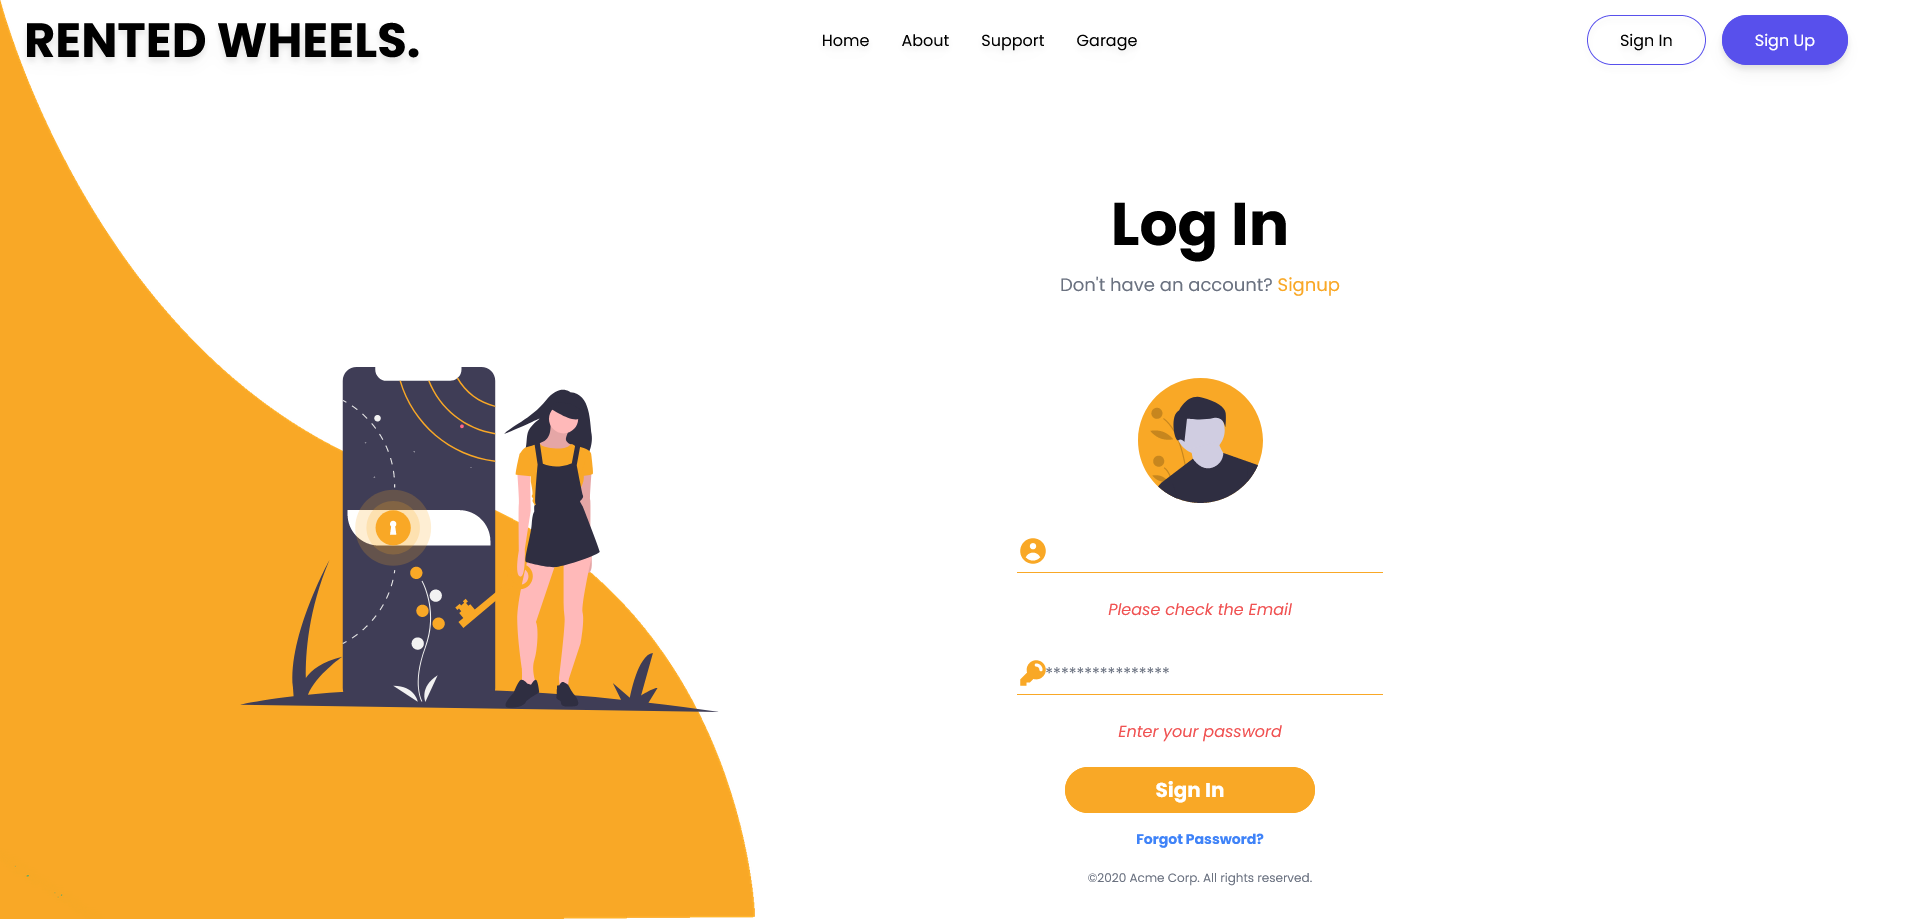 RENTED WHEELS.
Home About Support Garage
Sign In
Sign Up
Log In
Don't have an account? Signup
Please check the Email
****************
Enter your password
Sign In
Forgot Password?
©2020 Acme Corp. All rights reserved.